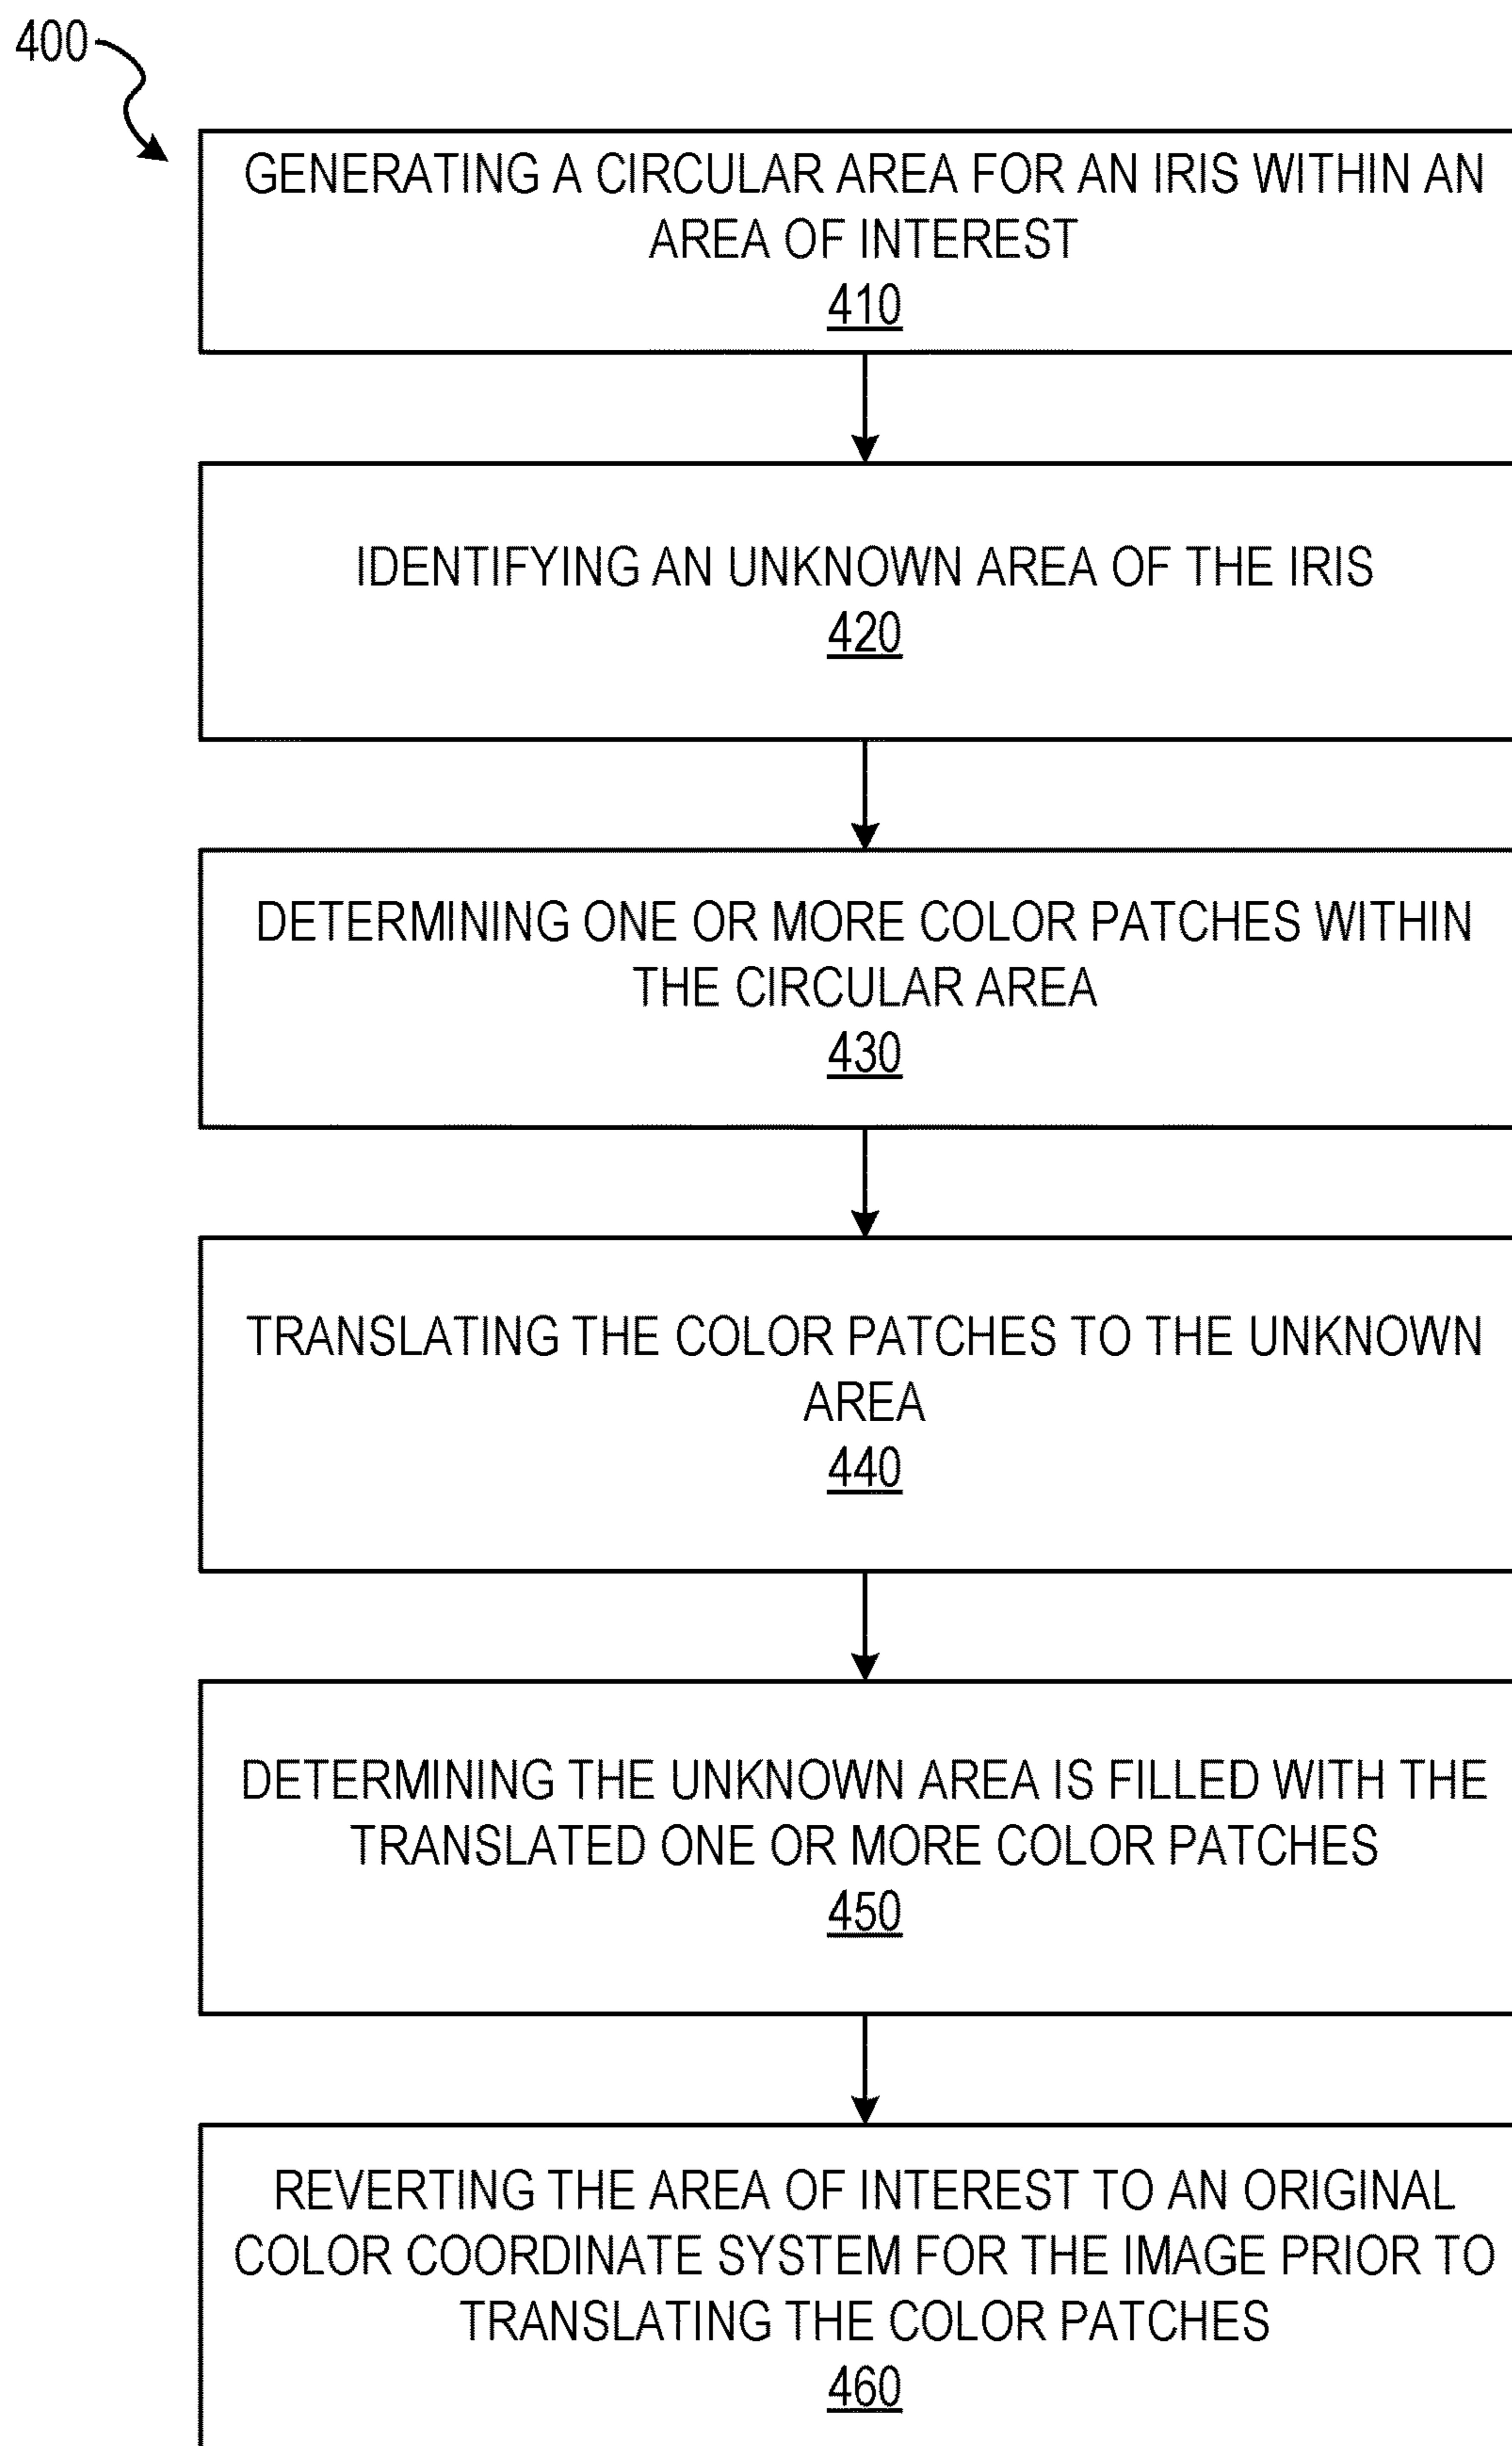 400
GENERATING A CIRCULAR AREA FOR AN IRIS WITHIN AN
AREA OF INTEREST
410
IDENTIFYING AN UNKNOWN AREA OF THE IRIS
420
DETERMINING ONE OR MORE COLOR PATCHES WITHIN
THE CIRCULAR AREA
430
TRANSLATING THE COLOR PATCHES TO THE UNKNOWN
AREA
440
DETERMINING THE UNKNOWN AREA IS FILLED WITH THE
TRANSLATED ONE OR MORE COLOR PATCHES
450
REVERTING THE AREA OF INTEREST TO AN ORIGINAL
COLOR COORDINATE SYSTEM FOR THE IMAGE PRIOR TO
TRANSLATING THE COLOR PATCHES
460